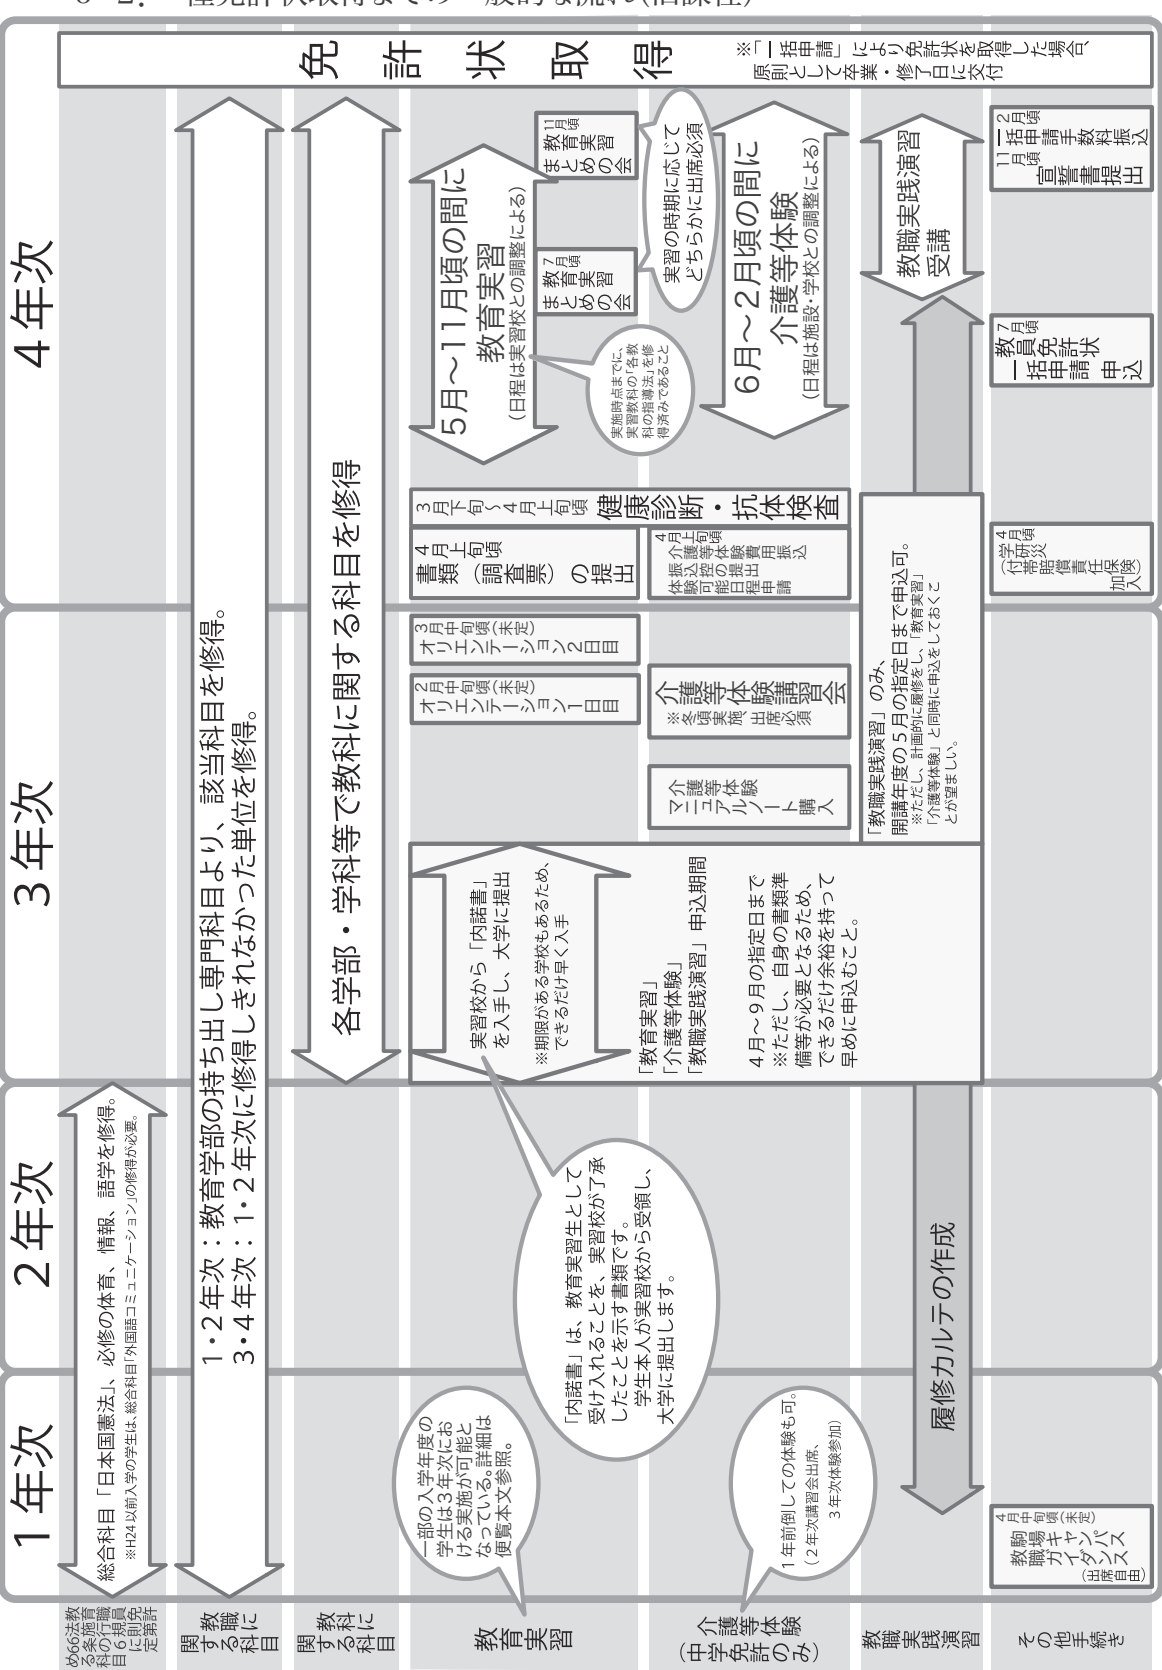 免許状取得
※「一括申請」により免許状を取得した場合、
原則として卒業・修了日に交付
1年次
2年次
3年次
4年次
教育職員免許
法施行規則第
66条の6に定
める科目
総合科目「日本国憲法」、必修の体育、情報、語学を修得。
※H24以前入学の学生は、総合科目「外国語コミュニケーション」の修得が必要。
教職に
関する科目
1・2年次：教育学部の持ち出し専門科目より、該当科目を修得。
3・4年次：1・2年次に修得しきれなかった単位を修得。
教科に
関する科目
各学部・学科等で教科に関する科目を修得
教育実習
一部の入学年度の
学生は3年次にお
ける実施が可能と
なっている。詳細は
便覧本文参照。
「内諾書」は、教育実習生として
受け入れることを、実習校が了承
したことを示す書類です。
学生本人が実習校から受領し、
大学に提出します。
実習校から「内諾書」
を入手し、大学に提出
※期限がある学校もあるため、
できるだけ早く入手
「教育実習」
「介護等体験」
「教職実践演習」申込期間
4月～9月の指定日まで
※ただし、自身の書類準
備等が必要となるため、
できるだけ余裕を持って
早めに申込むこと。
2月中旬頃(未定)
オリエンテーション1日目
3月中旬頃(未定)
オリエンテーション2日目
4月上旬頃
書類（調査票）の提出
3月下旬～4月上旬頃 健康診断・抗体検査
5月～11月頃の間に
教育実習
(日程は実習校との調整による)
実施時点までに、
実習教科の「各教
科の指導法」を修
得済みであること
7月頃
教育実習
まとめの会
11月頃
教育実習
まとめの会
実習の時期に応じて
どちらかに出席必須
介護等体験
(中学免許のみ)
1年前倒しての体験も可。
(2年次講習会出席、
3年次体験参加)
介護等体験
マニュアルノート購入
介護等体験講習会
※冬頃実施、出席必須
4月上旬頃
介護等体験費用振込
振込控の提出
体験可能日程申請
6月～2月頃の間に
介護等体験
(日程は施設・学校との調整による)
教職実践演習
履修カルテの作成
「教職実践演習」のみ、
開講年度の5月の指定日まで申込可。
※ただし、計画的に履修をし、「教育実習」
「介護等体験」と同時に申込をしておくこ
とが望ましい。
教職実践演習
受講
その他手続き
4月中旬頃(未定)
教職キャンパス
駒場ガイダンス
(出席自由)
4月頃
(学研災
付帯賠償責任保険
加入)
7月頃
教員免許状
一括申請 申込
11月頃
宣誓書提出
2月頃
一括申請手数料振込